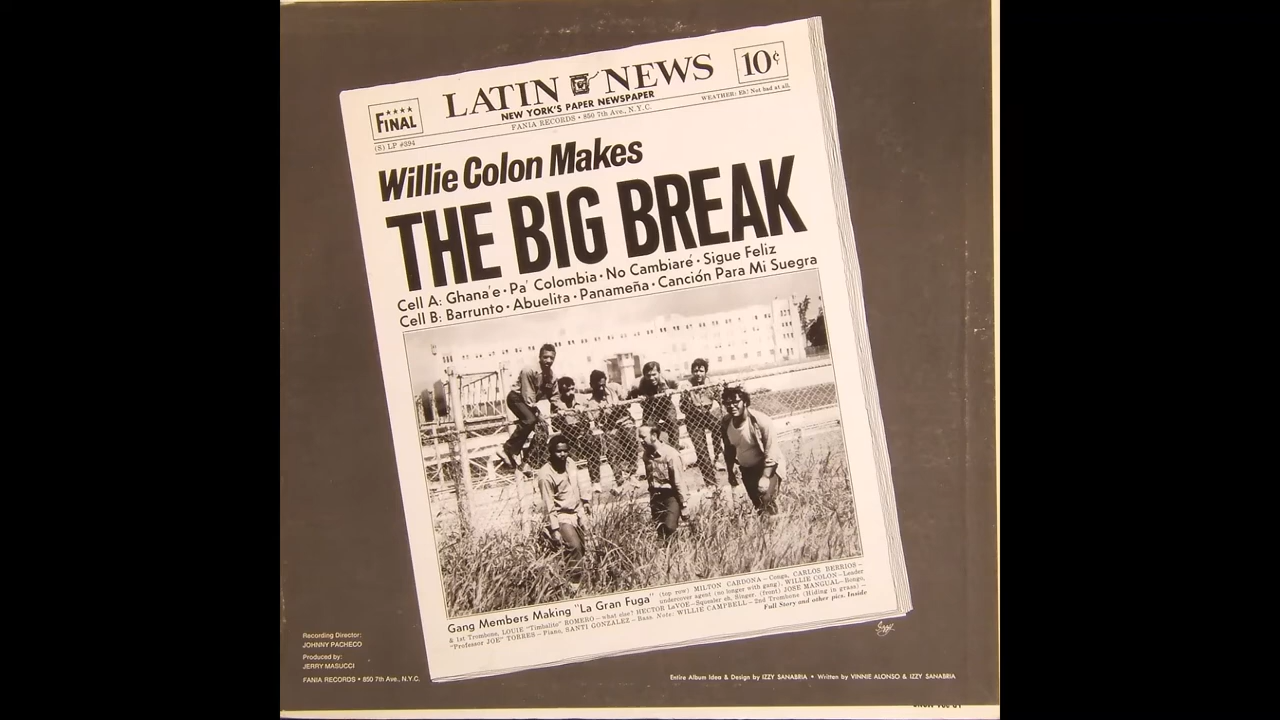 ★★★★
FINAL
LATIN NEWS
10¢
NEW YORK'S PAPER NEWSPAPER
FANIA RECORDS • 850 7th Ave., N.Y.C.
WEATHER: Eh! Not bad at all.
(S) LP #394
Willie Colon Makes
THE BIG BREAK
Cell A: Ghana'e • Pa' Colombia • No Cambiaré • Sigue Feliz
Cell B: Barrunto • Abuelita • Panameña • Canción Para Mi Suegra
Gang Members Making "La Gran Fuga" (top row) MILTON CARDONA—Conga, CARLOS BERRIOS—
undercover agent (no longer with gang), WILLIE COLON—Leader
& 1st Trombone, LOUIE "Timbalito" ROMERO—what else? HECTOR LaVOE—Squealer eh, Singer, (front) JOSE MANGUAL—Bongo,
"Professor JOE" TORRES—Piano, SANTI GONZALEZ—Bass. Note: WILLIE CAMPBELL—2nd Trombone (Hiding in grass)—
Full Story and other pics. Inside
Izzy
Recording Director:
JOHNNY PACHECO
Produced by:
JERRY MASUCCI
FANIA RECORDS • 850 7th Ave., N.Y.C.
Entire Album Idea & Design by IZZY SANABRIA • Written by VINNIE ALONSO & IZZY SANABRIA